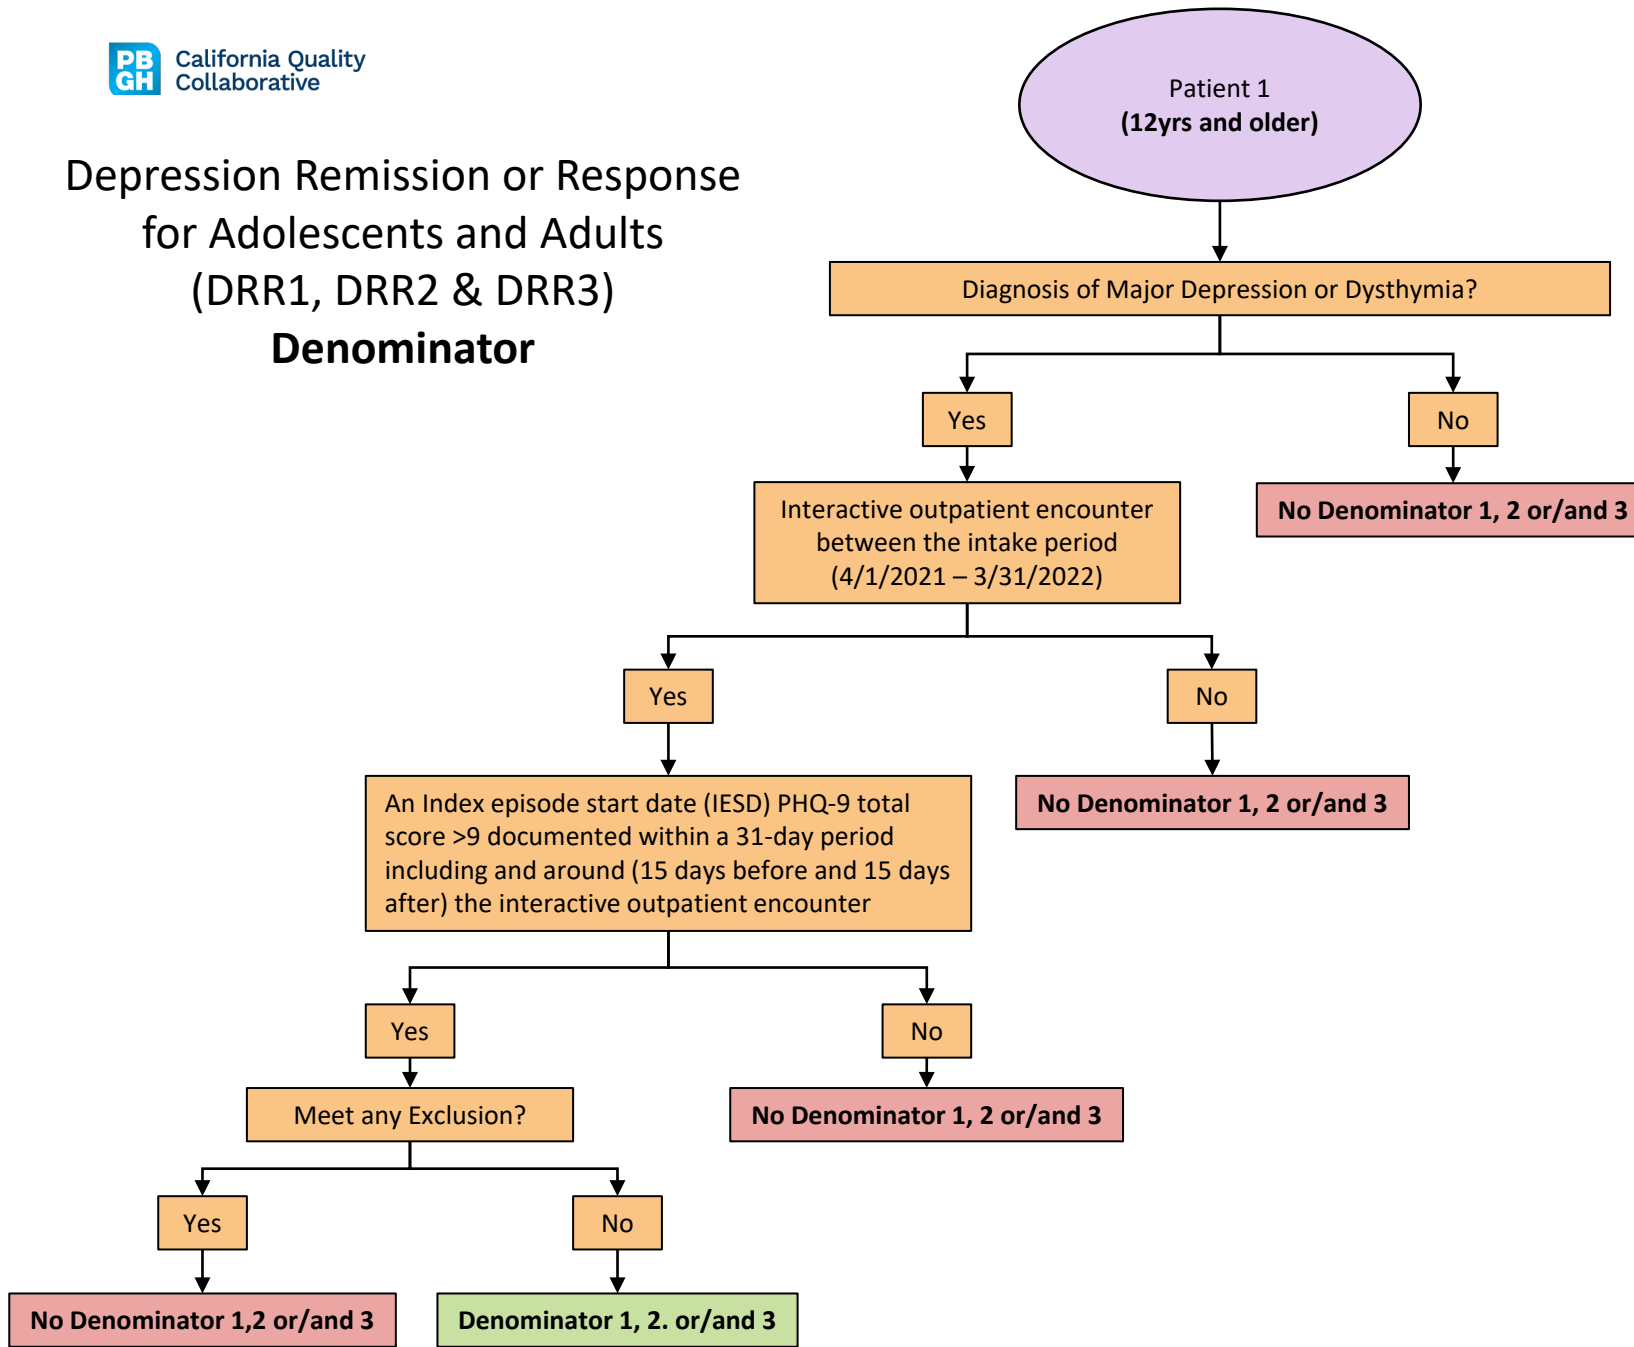 PB
GH
California Quality
Collaborative
Depression Remission or Response
for Adolescents and Adults
(DRR1, DRR2 & DRR3)
Denominator
Patient 1
(12yrs and older)
Diagnosis of Major Depression or Dysthymia?
Yes
No
Interactive outpatient encounter
between the intake period
(4/1/2021 – 3/31/2022)
No Denominator 1, 2 or/and 3
Yes
No
An Index episode start date (IESD) PHQ-9 total
score >9 documented within a 31-day period
including and around (15 days before and 15 days
after) the interactive outpatient encounter
No Denominator 1, 2 or/and 3
Yes
No
Meet any Exclusion?
No Denominator 1, 2 or/and 3
Yes
No
No Denominator 1,2 or/and 3
Denominator 1, 2. or/and 3